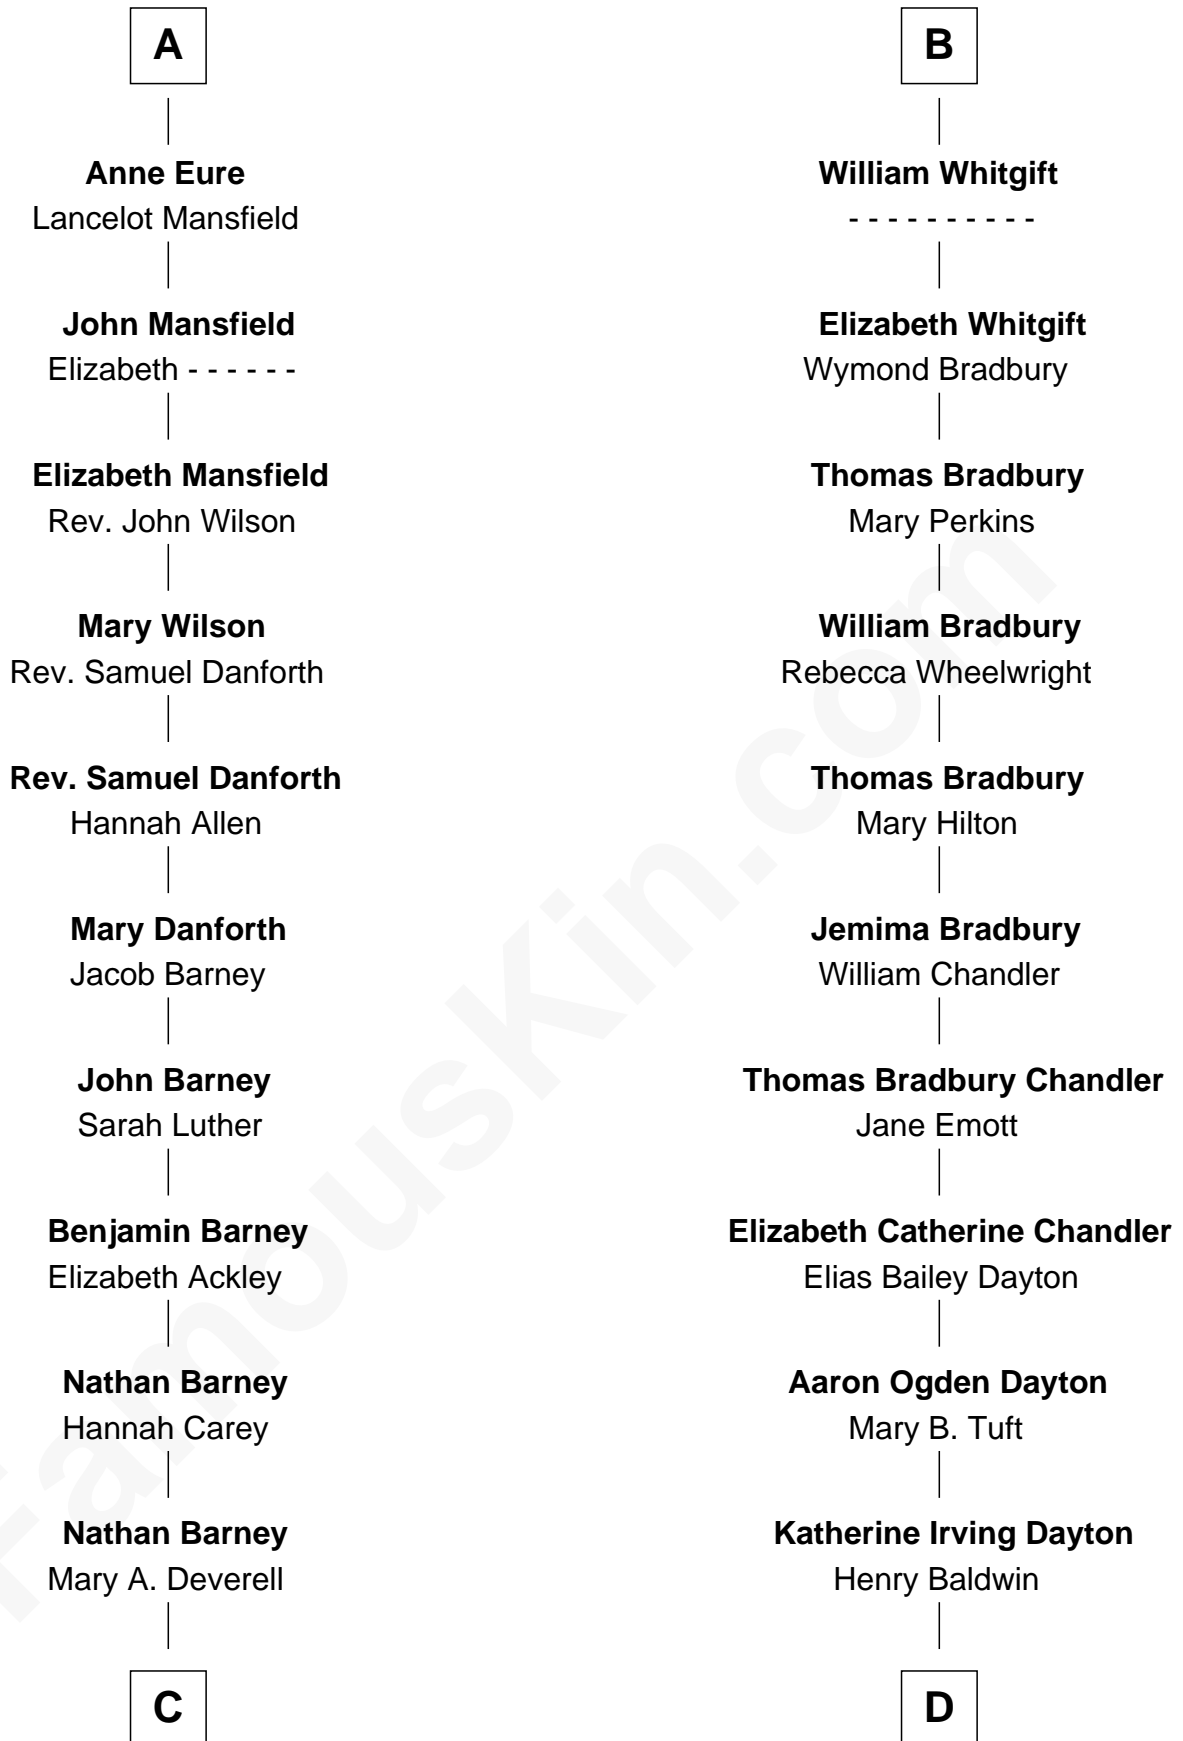 A
Anne Eure
Lancelot Mansfield
John Mansfield
Elizabeth - - - - - -
Elizabeth Mansfield
Rev. John Wilson
Mary Wilson
Rev. Samuel Danforth
Rev. Samuel Danforth
Hannah Allen
Mary Danforth
Jacob Barney
John Barney
Sarah Luther
Benjamin Barney
Elizabeth Ackley
Nathan Barney
Hannah Carey
Nathan Barney
Mary A. Deverell
C
B
William Whitgift
- - - - - - - - - -
Elizabeth Whitgift
Wymond Bradbury
Thomas Bradbury
Mary Perkins
William Bradbury
Rebecca Wheelwright
Thomas Bradbury
Mary Hilton
Jemima Bradbury
William Chandler
Thomas Bradbury Chandler
Jane Emott
Elizabeth Catherine Chandler
Elias Bailey Dayton
Aaron Ogden Dayton
Mary B. Tuft
Katherine Irving Dayton
Henry Baldwin
D
FamousKin.com